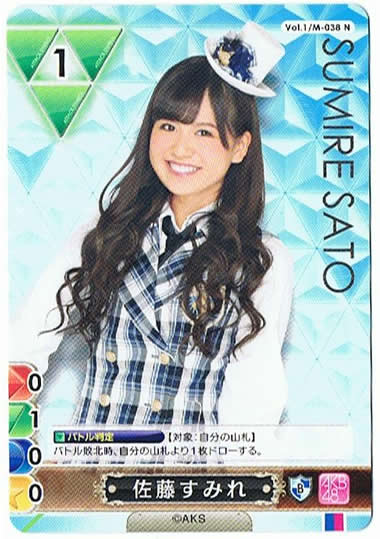 Vol.1/M-038 N
1
SUMIRE SATO
0
1
0
0
バトル判定 【対象:自分の山札】
バトル敗北時、自分の山札より1枚ドローする。
佐藤すみれ
B
AKB
48
©AKS